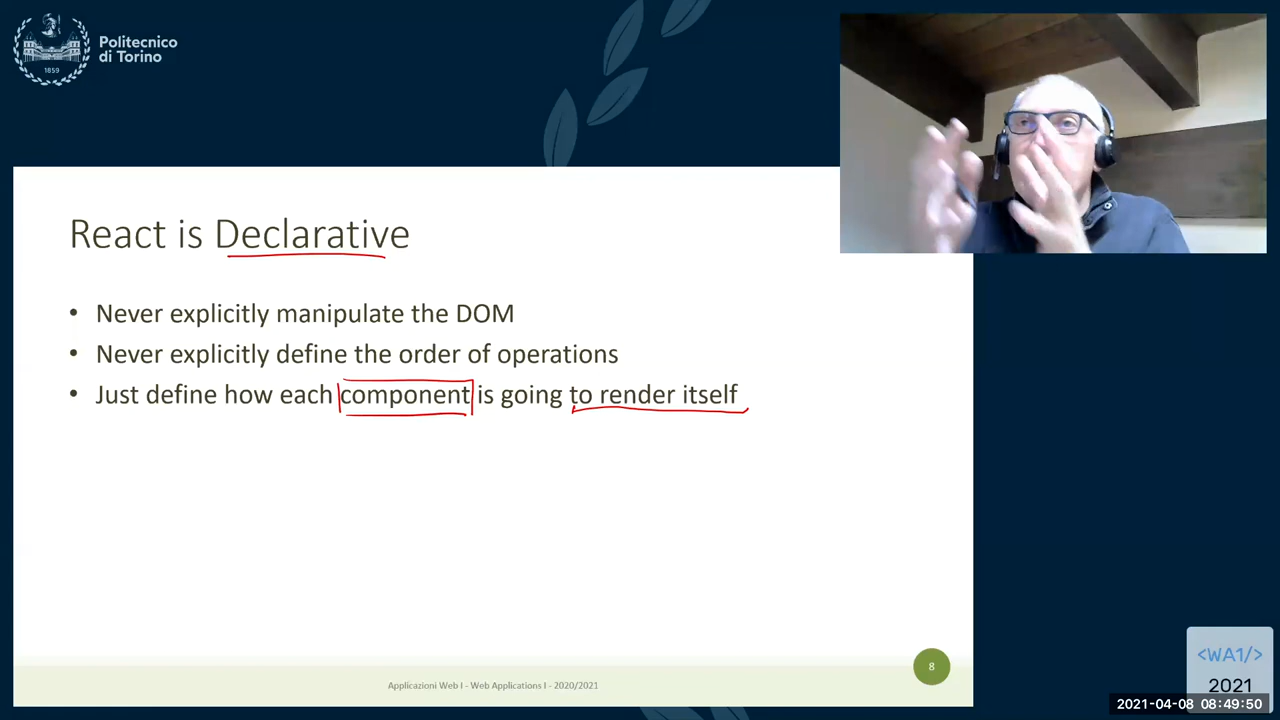 Politecnico
di Torino
1859
React is Declarative
• Never explicitly manipulate the DOM
• Never explicitly define the order of operations
• Just define how each component is going to render itself
8
Applicazioni Web I - Web Applications I - 2020/2021
<WA1/>
2021
2021-04-08 08:49:50